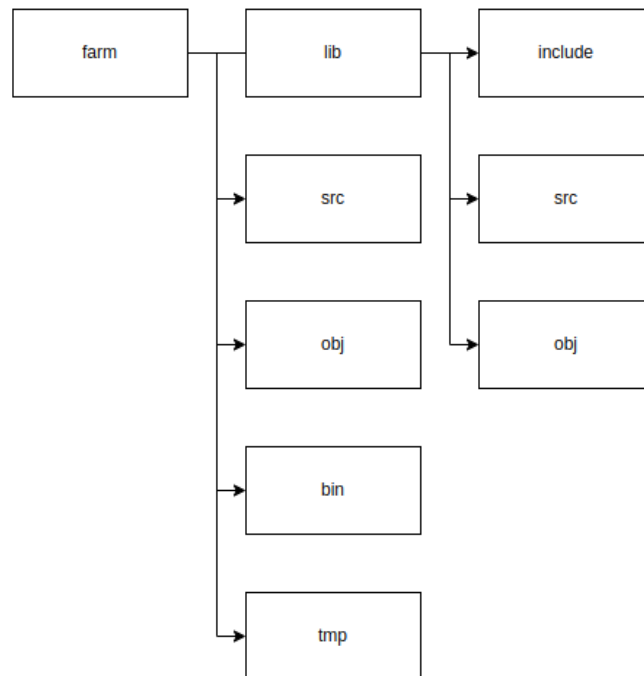 farm
lib
include
src
src
obj
obj
bin
tmp